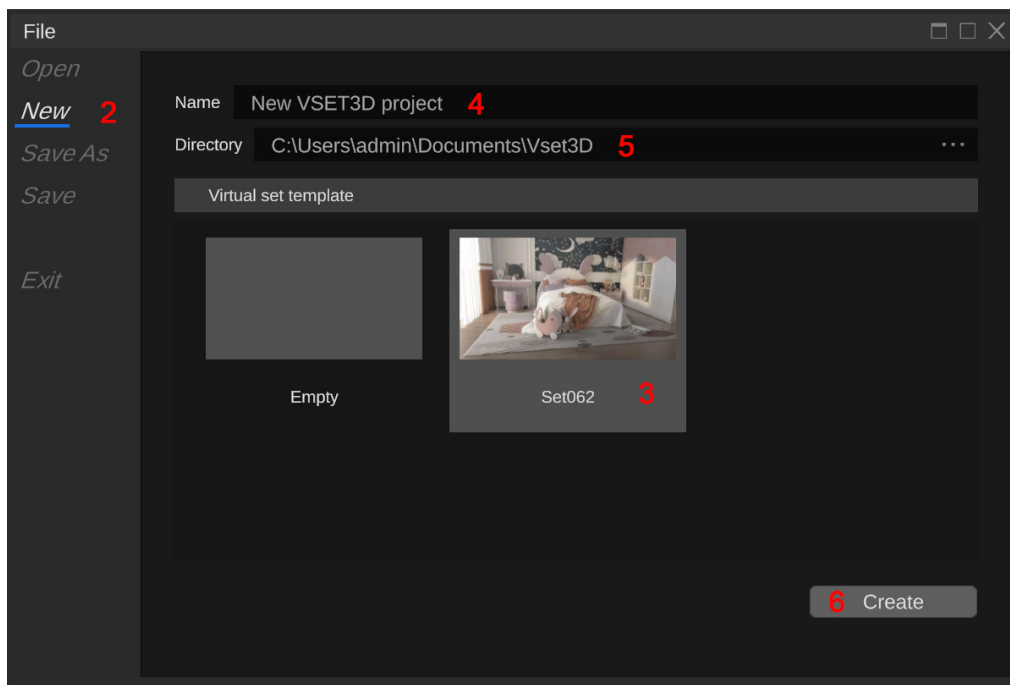 File
Open
New 2
Save As
Save
Exit
Name New VSET3D project 4
Directory C:\Users\admin\Documents\Vset3D 5 ...
Virtual set template
Empty
Set062 3
6 Create